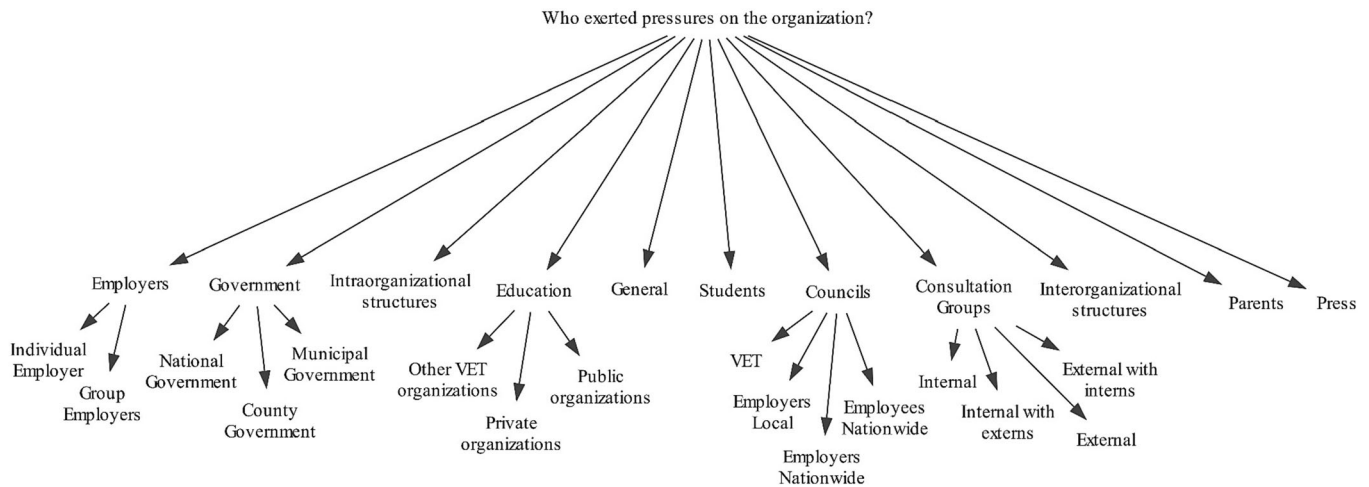 Who exerted pressures on the organization?
Employers
Government
Intraorganizational
structures
Education
General
Students
Councils
Consultation
Groups
Interorganizational
structures
Parents
Press
Individual
Employer
Group
Employers
National
Government
County
Government
Municipal
Government
Other VET
organizations
Private
organizations
Public
organizations
VET
Employers
Local
Employers
Nationwide
Employees
Nationwide
Internal
Internal with
externs
External
External with
interns